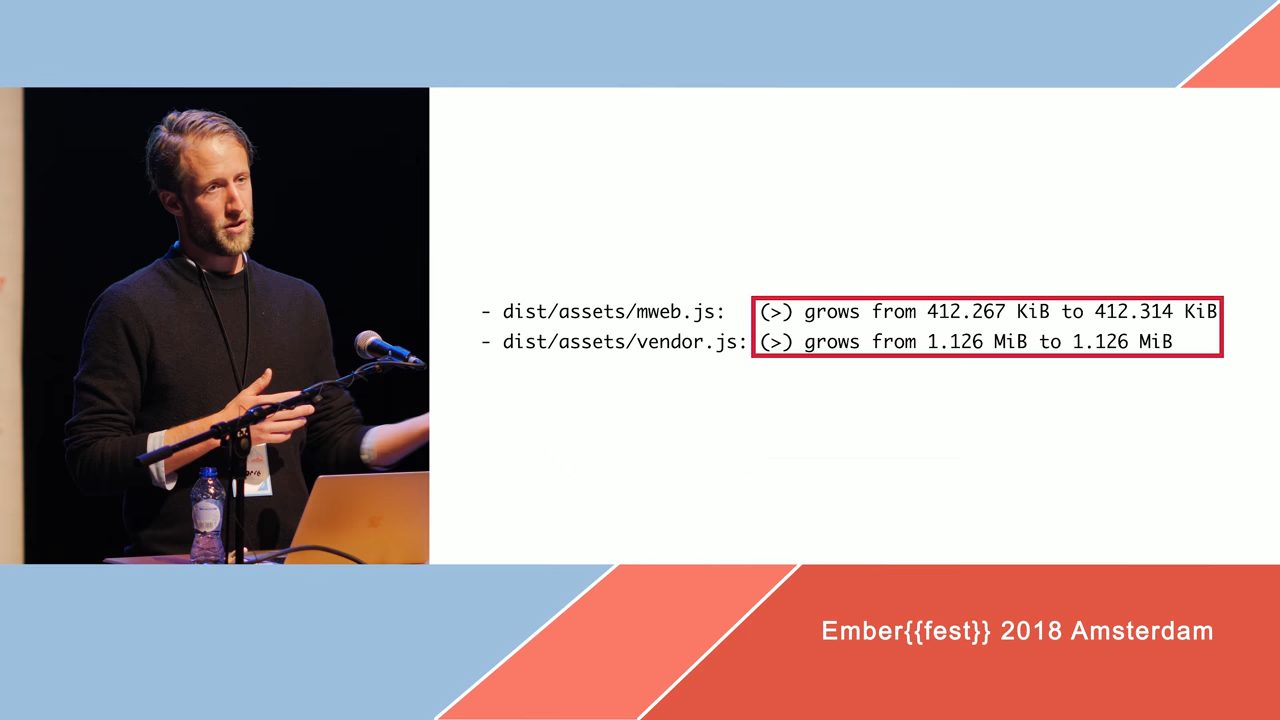 - dist/assets/mweb.js: (>) grows from 412.267 KiB to 412.314 KiB
- dist/assets/vendor.js: (>) grows from 1.126 MiB to 1.126 MiB
Ember{{fest}} 2018 Amsterdam